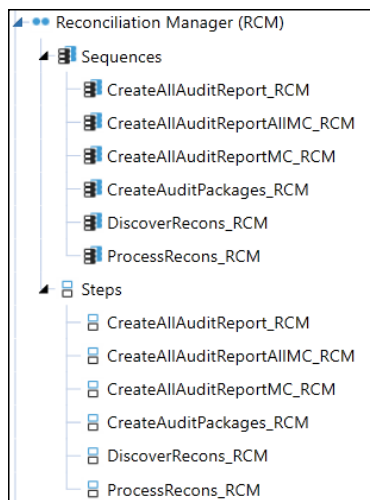 Reconciliation Manager (RCM)
Sequences
CreateAllAuditReport_RCM
CreateAllAuditReportAllMC_RCM
CreateAllAuditReportMC_RCM
CreateAuditPackages_RCM
DiscoverRecons_RCM
ProcessRecons_RCM
Steps
CreateAllAuditReport_RCM
CreateAllAuditReportAllMC_RCM
CreateAllAuditReportMC_RCM
CreateAuditPackages_RCM
DiscoverRecons_RCM
ProcessRecons_RCM